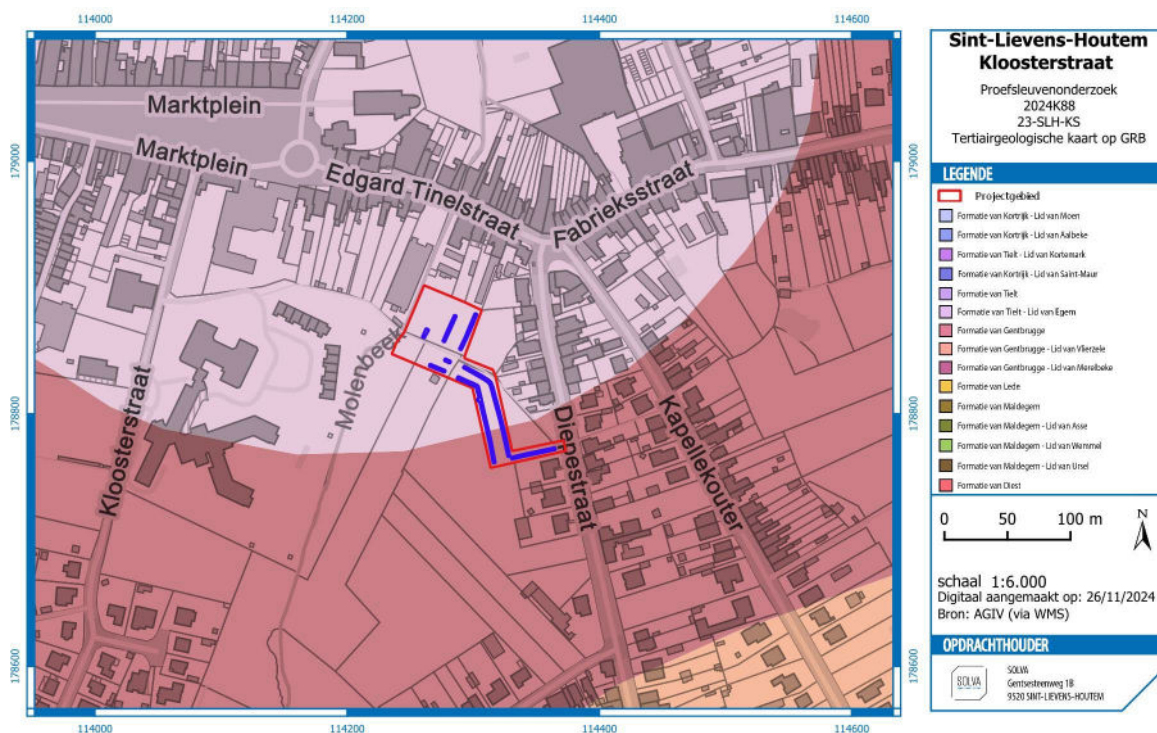 114000
114200
114400
114600
Marktplein
Marktplein
Edgard Tinelstraat
Fabrieksstraat
Molenbeek
Kloosterstraat
Diepestraat
Kapellekouter
179000
178800
178600
179000
178800
178600
114000
114200
114400
114600
Sint-Lievens-Houtem
Kloosterstraat
Proefsleuvenonderzoek
2024K88
23-SLH-KS
Tertiairgeologische kaart op GRB
LEGENDE
Projectgebied
Formatie van Kortrijk - Lid van Moen
Formatie van Kortrijk - Lid van Aalbeke
Formatie van Tielt - Lid van Kortemark
Formatie van Kortrijk - Lid van Saint-Maur
Formatie van Tielt
Formatie van Tielt - Lid van Egem
Formatie van Gentbrugge
Formatie van Gentbrugge - Lid van Vlierzele
Formatie van Gentbrugge - Lid van Merelbeke
Formatie van Lede
Formatie van Maldegem
Formatie van Maldegem - Lid van Asse
Formatie van Maldegem - Lid van Wemmel
Formatie van Maldegem - Lid van Ursel
Formatie van Diest
0 50 100 m
N
schaal 1:6.000
Digitaal aangemaakt op: 26/11/2024
Bron: AGIV (via WMS)
OPDRACHTHOUDER
SOLVA
SOLVA
Gentsesteenweg 1B
9520 SINT-LIEVENS-HOUTEM